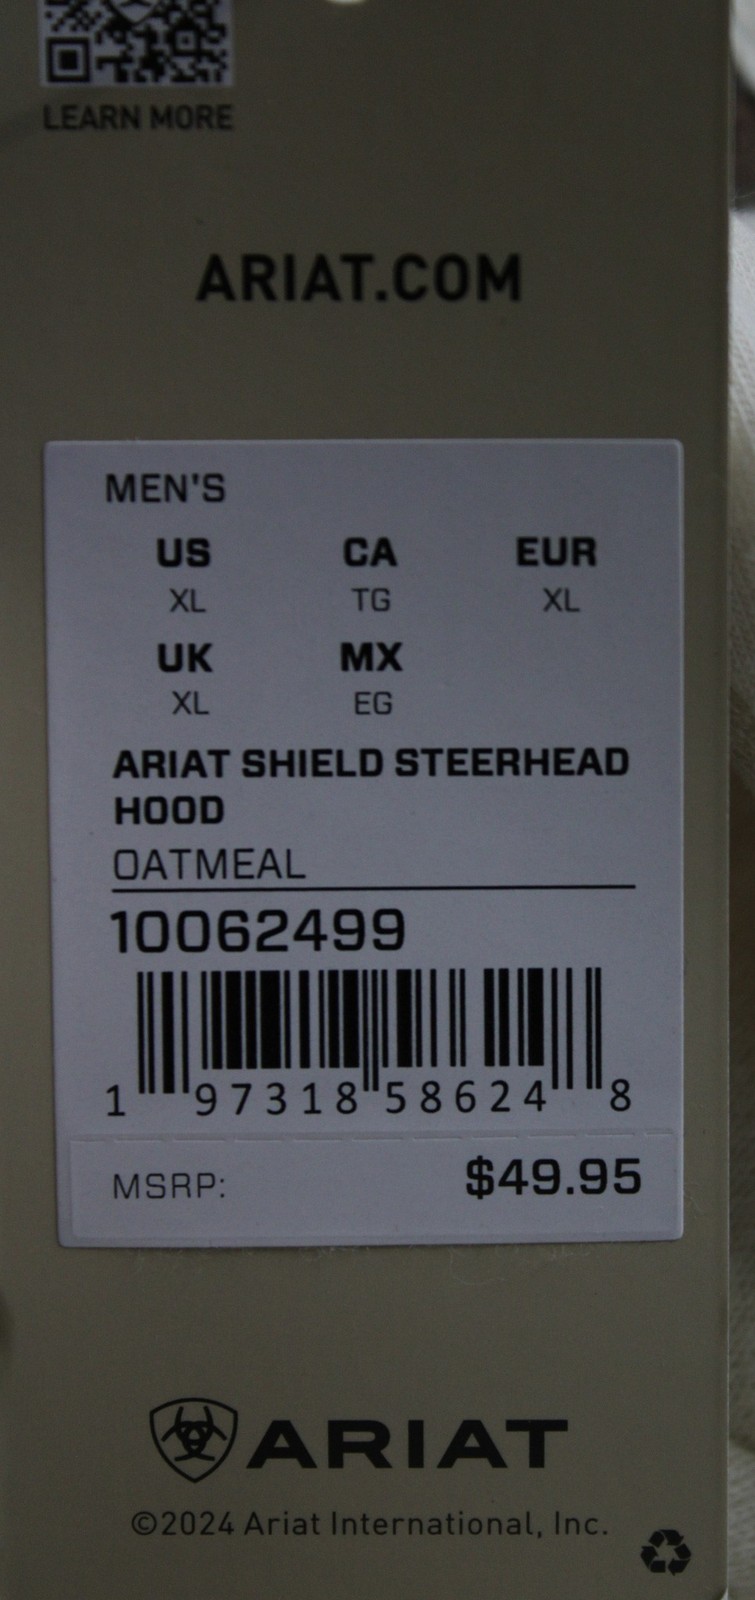 LEARN MORE
ARIAT.COM
MEN'S
US CA EUR
XL TG XL
UK MX
XL EG
ARIAT SHIELD STEERHEAD
HOOD
OATMEAL
10062499
1 97318 58624 8
MSRP: $49.95
ARIAT
©2024 Ariat International, Inc.